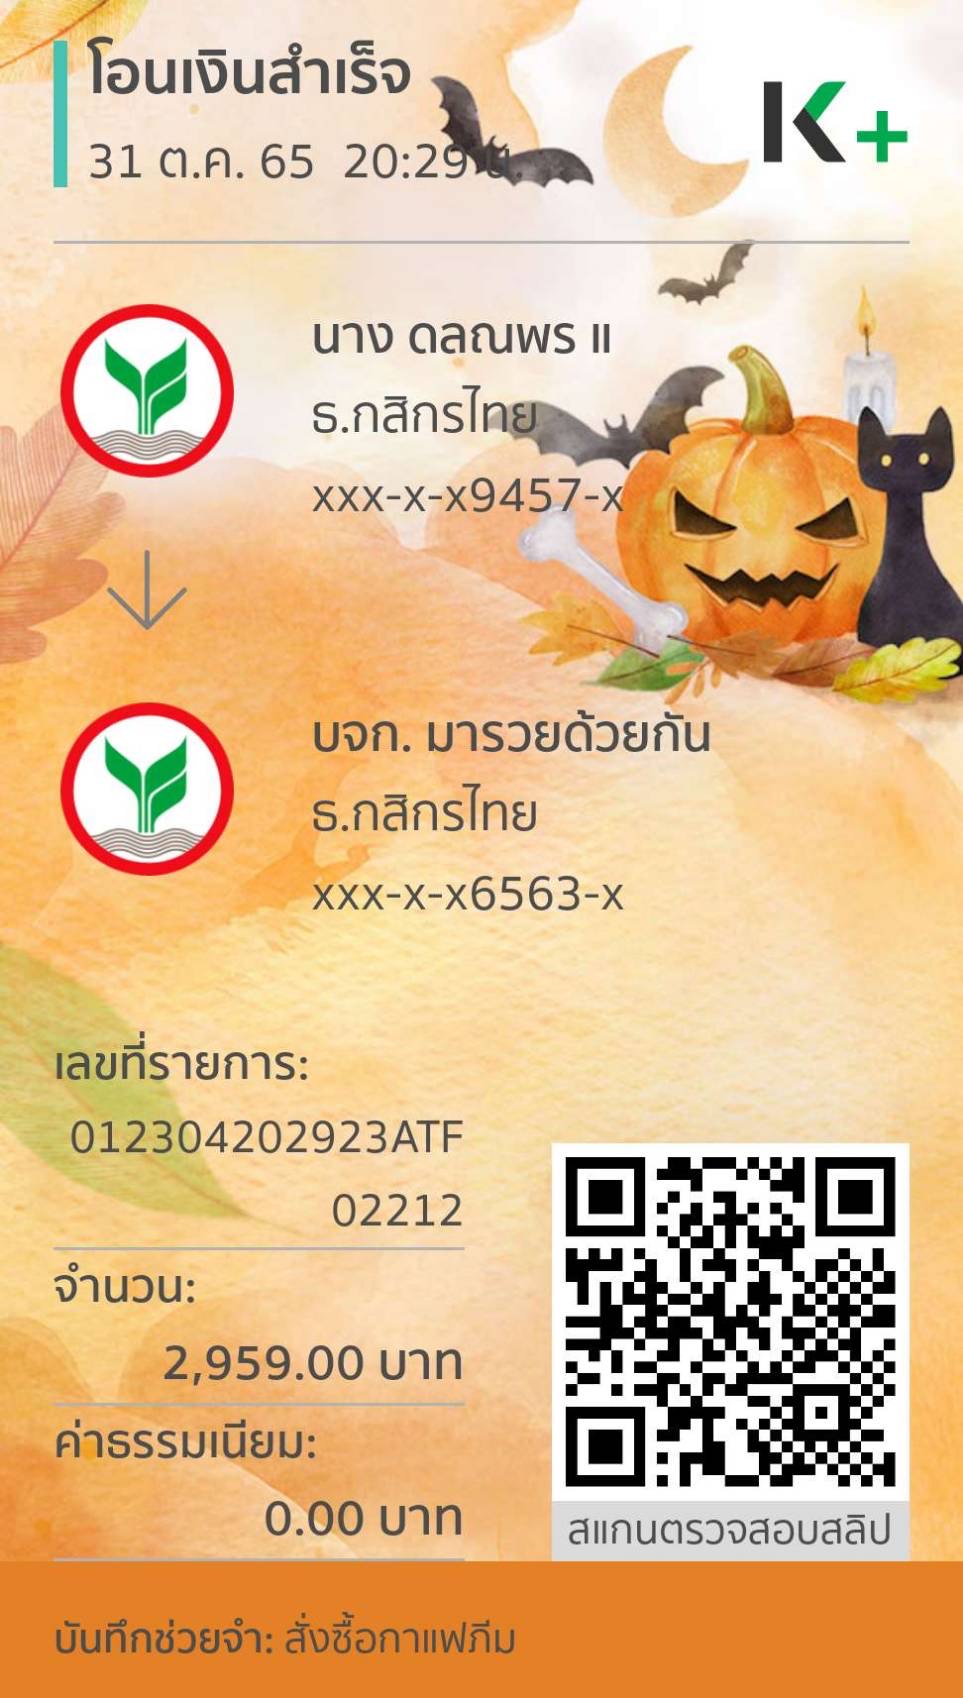 โอนเงินสำเร็จ
31 ต.ค. 65 20:29 น.
K+
นาง ดลณพร แ
ธ.กสิกรไทย
xxx-x-x9457-x
บจก. มารวยด้วยกัน
ธ.กสิกรไทย
xxx-x-x6563-x
เลขที่รายการ:
012304202923ATF
02212
จำนวน:
2,959.00 บาท
ค่าธรรมเนียม:
0.00 บาท
สแกนตรวจสอบสลิป
บันทึกช่วยจำ: สั่งซื้อกาแฟภีม